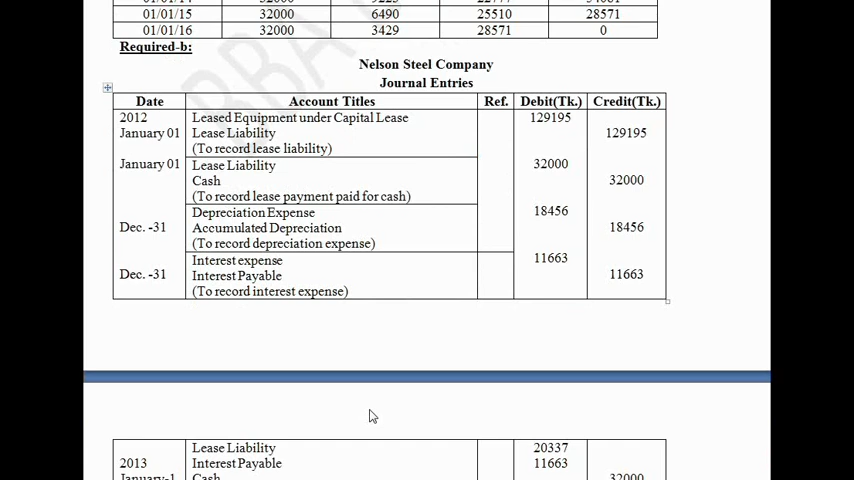 01/01/15 32000 6490 25510 28571
01/01/16 32000 3429 28571 0
Required-b:
Nelson Steel Company
Journal Entries
Date Account Titles Ref. Debit(Tk.) Credit(Tk.)
2012 Leased Equipment under Capital Lease 129195
January 01 Lease Liability 129195
(To record lease liability)
January 01 Lease Liability 32000
Cash 32000
(To record lease payment paid for cash)
Depreciation Expense 18456
Dec. -31 Accumulated Depreciation 18456
(To record depreciation expense)
Interest expense 11663
Dec. -31 Interest Payable 11663
(To record interest expense)
Lease Liability 20337
2013 Interest Payable 11663
January-1 Cash 32000